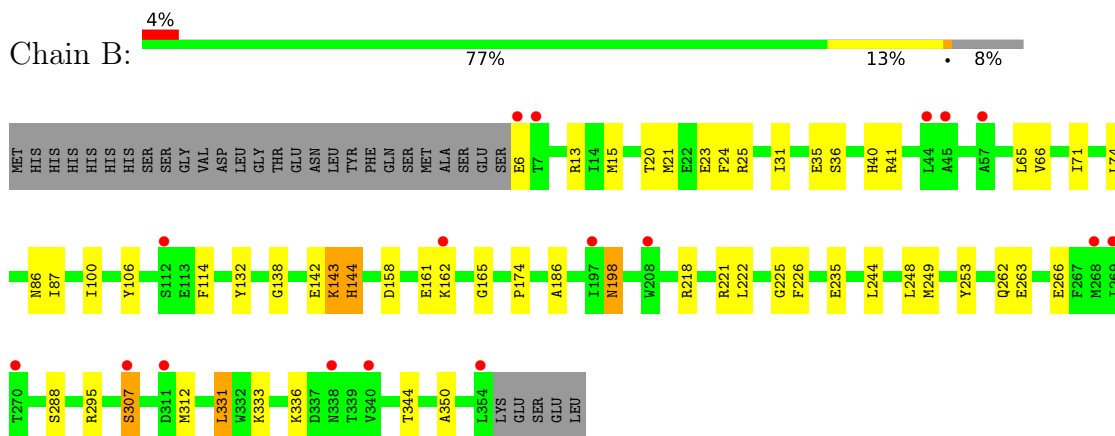 4%
Chain B:
77% 13% • 8%
MET HIS HIS HIS HIS HIS HIS SER SER GLY VAL ASP LEU GLY THR GLU ASN LEU TYR PHE GLN SER MET ALA SER GLU SER E6 T7 R13 I14 M15 T20 M21 E22 E23 F24 R25 I31 E35 S36 H40 R41 L44 A45 A57 L65 V66 I71 L74
N86 I87 I100 Y106 S112 E113 F114 Y132 G138 E142 K143 H144 D158 E161 K162 G165 P174 A186 I197 N198 W208 R218 R221 L222 G225 F226 E235 L244 L248 M249 Y253 Q262 E263 E266 F267 M268 I269
T270 S288 R295 S307 D311 M312 L331 W332 K333 K336 D337 N338 T339 V340 T344 A350 L354 LYS GLU SER GLU LEU